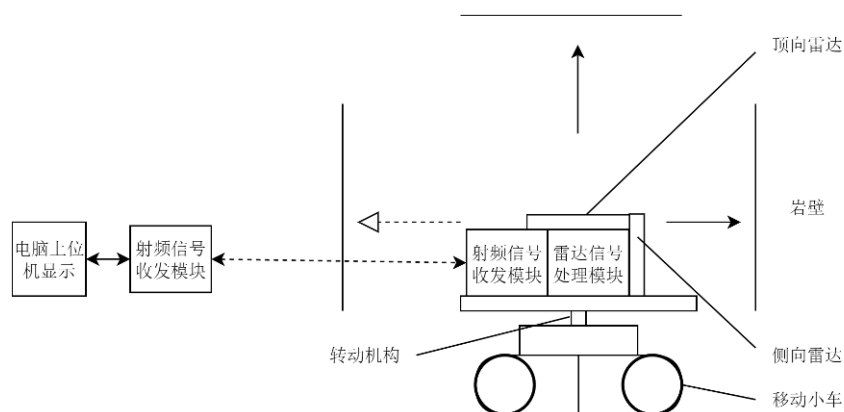 顶向雷达
岩壁
电脑上位
机显示
射频信号
收发模块
射频信号
收发模块
雷达信号
处理模块
转动机构
侧向雷达
移动小车